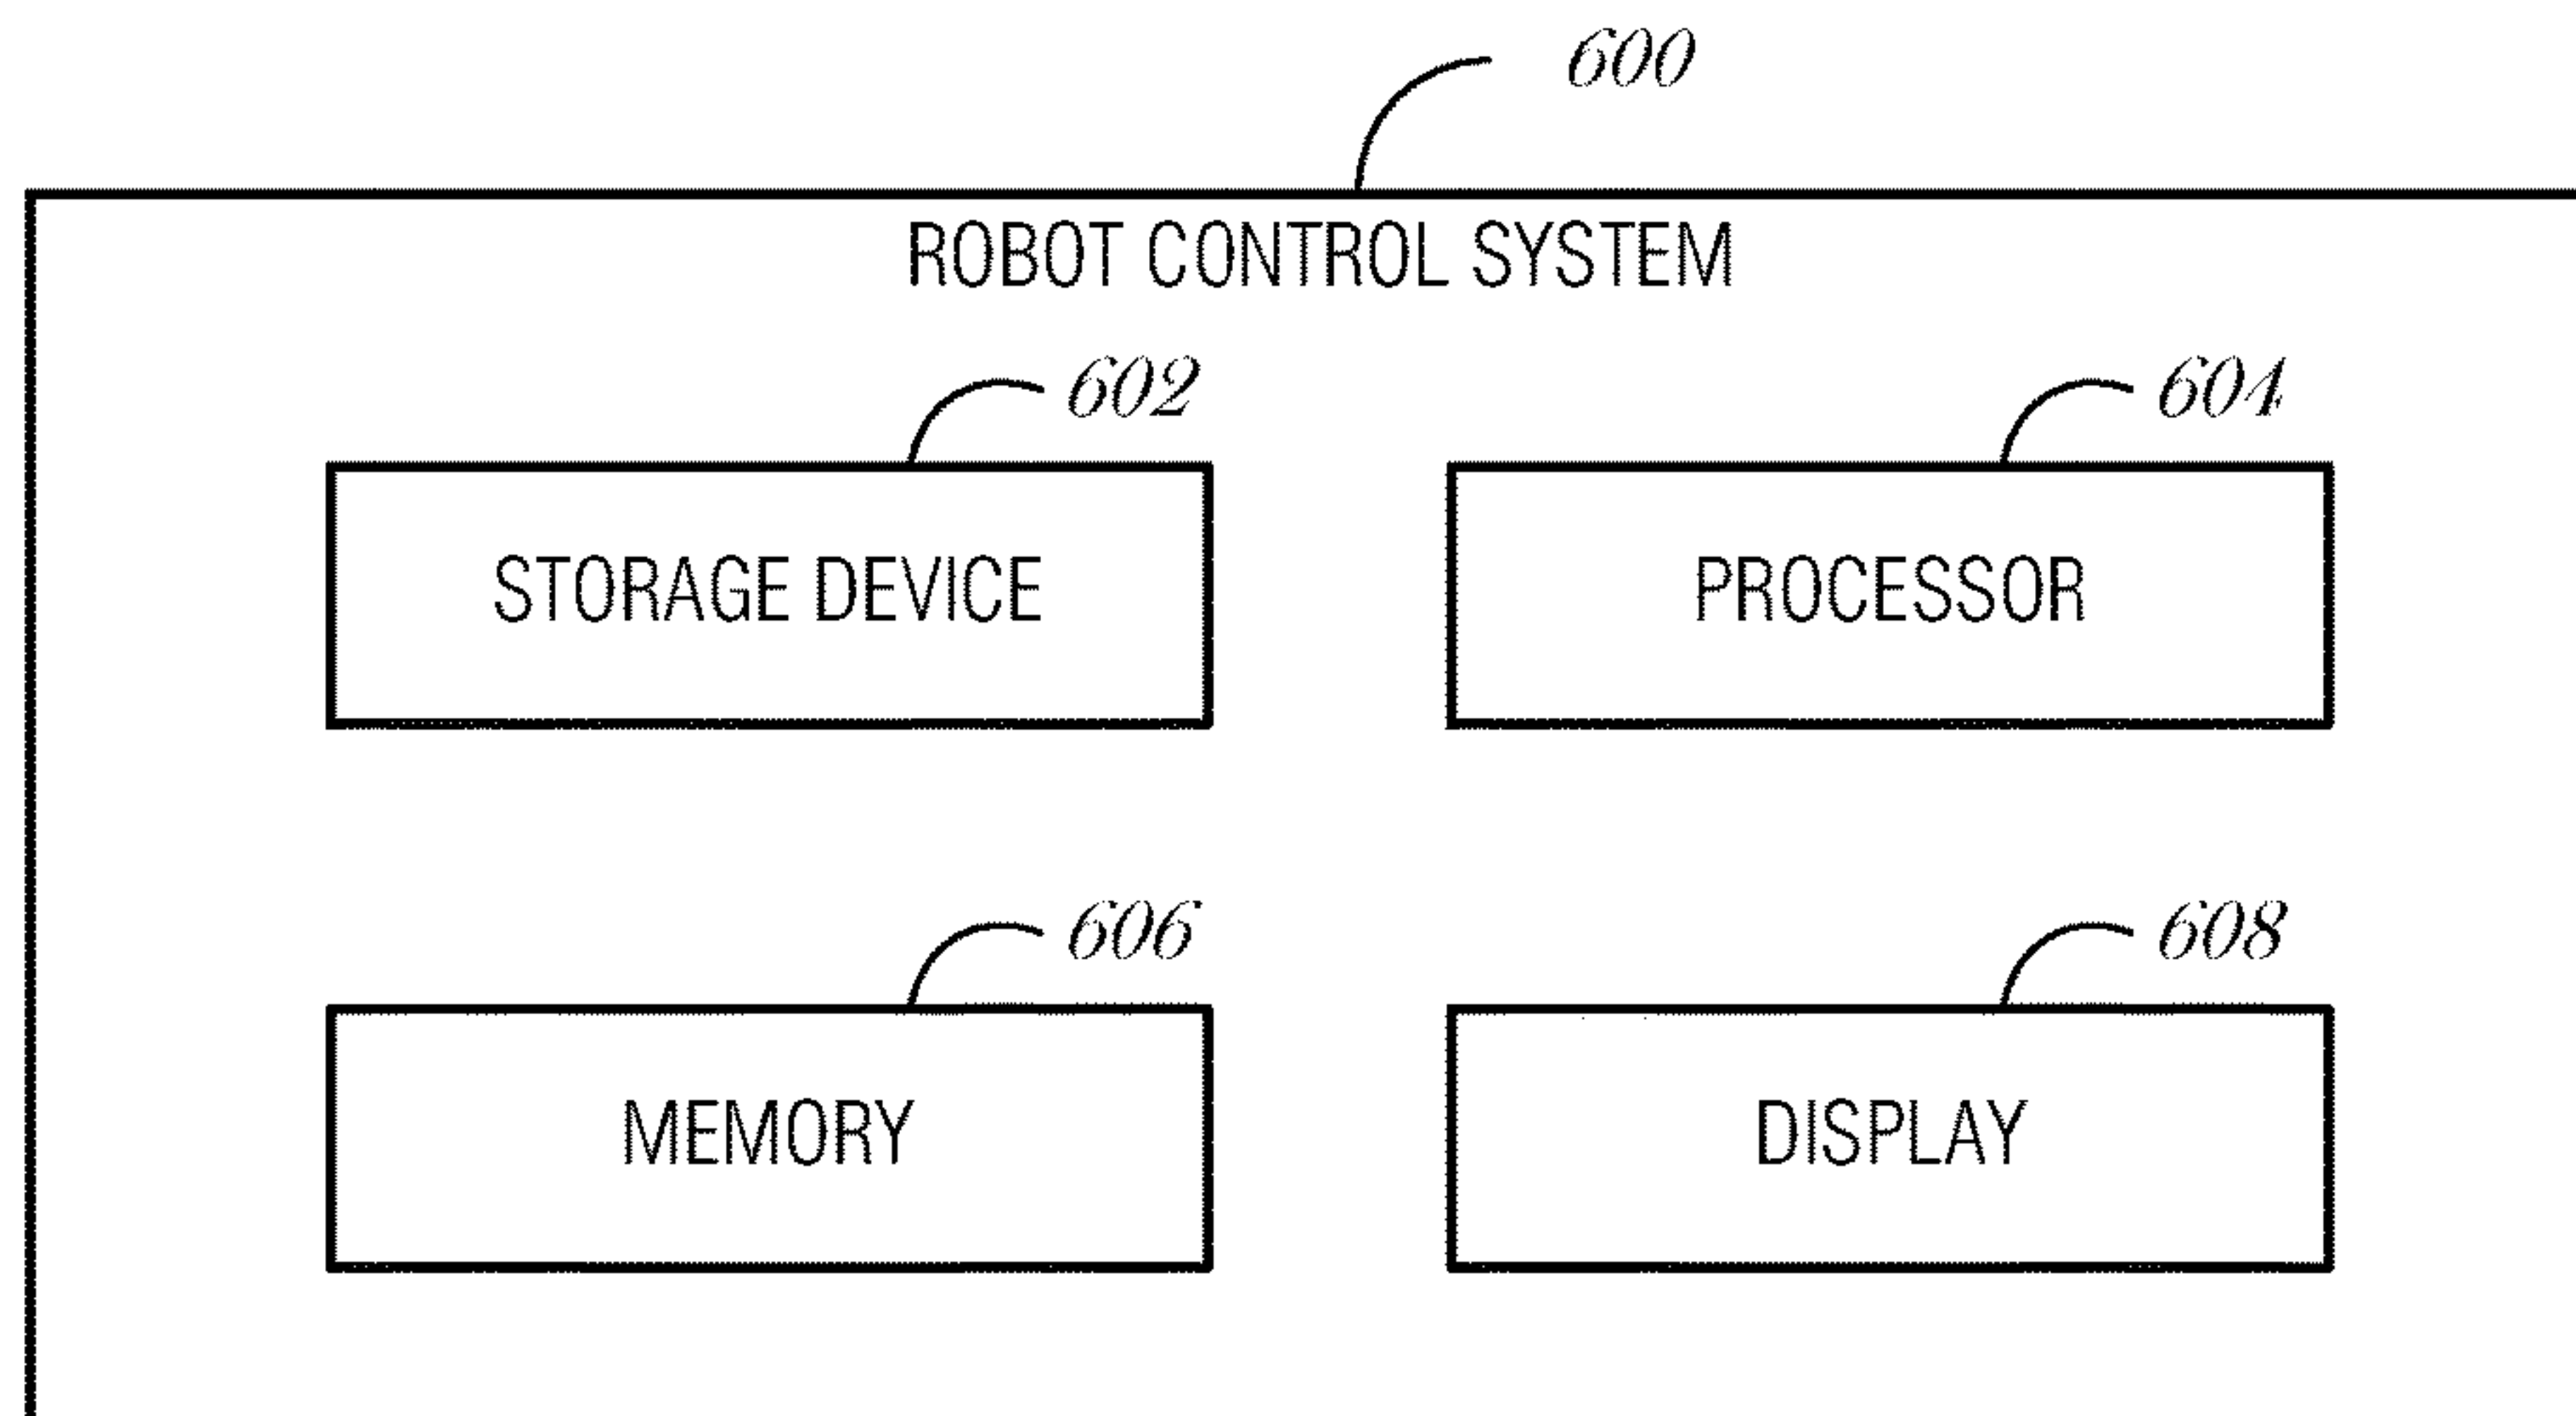 600
ROBOT CONTROL SYSTEM
602
604
STORAGE DEVICE
PROCESSOR
606
608
MEMORY
DISPLAY